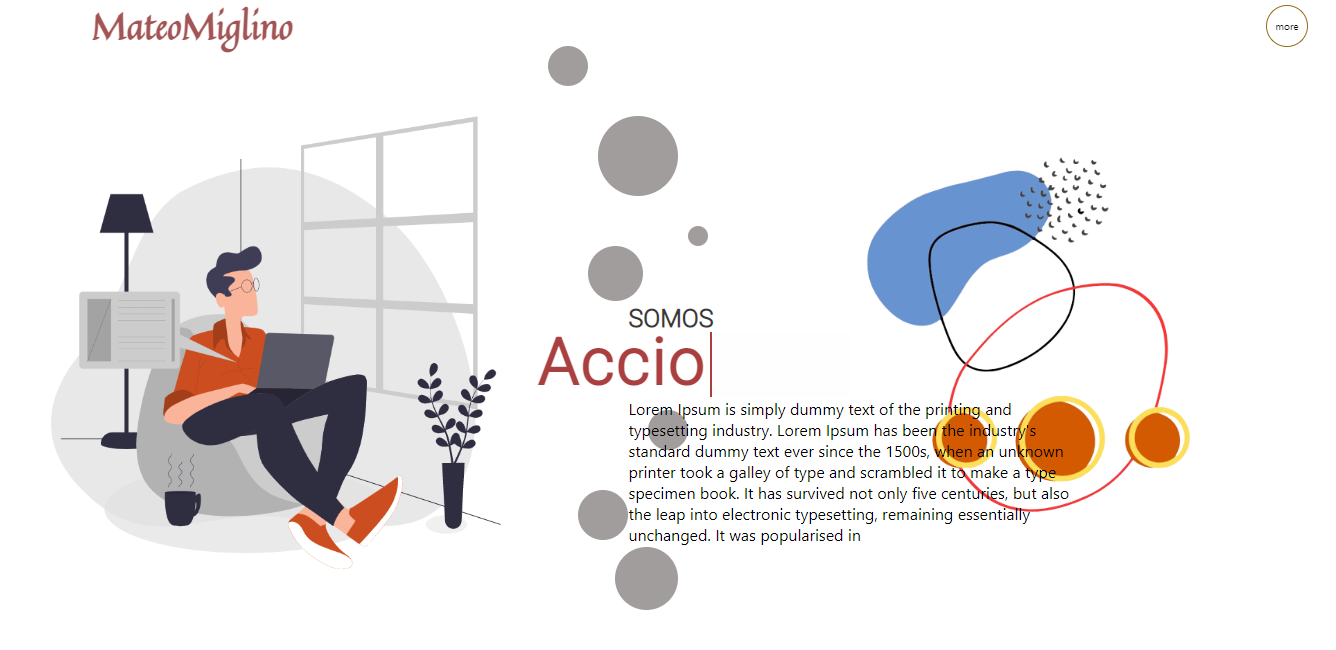 MateoMiglino
more
SOMOS
Accio
Lorem Ipsum is simply dummy text of the printing and
typesetting industry. Lorem Ipsum has been the industry's
standard dummy text ever since the 1500s, when an unknown
printer took a galley of type and scrambled it to make a type
specimen book. It has survived not only five centuries, but also
the leap into electronic typesetting, remaining essentially
unchanged. It was popularised in